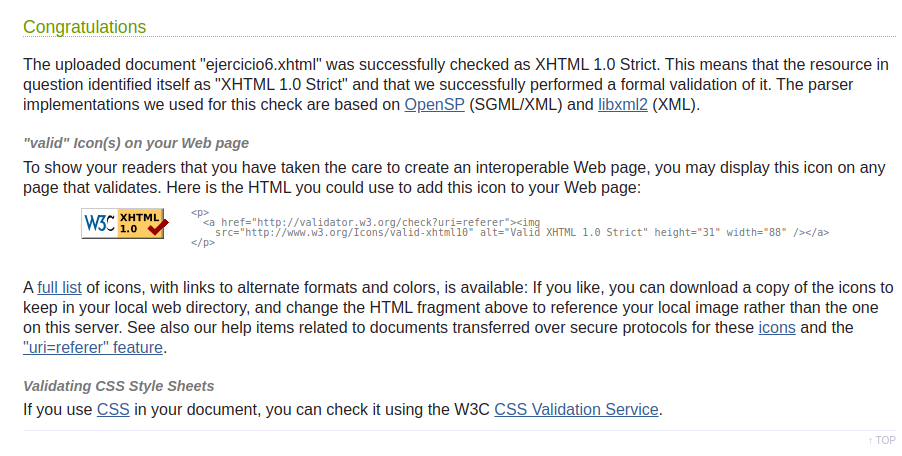 Congratulations
The uploaded document "ejercicio6.xhtml" was successfully checked as XHTML 1.0 Strict. This means that the resource in
question identified itself as "XHTML 1.0 Strict" and that we successfully performed a formal validation of it. The parser
implementations we used for this check are based on OpenSP (SGML/XML) and libxml2 (XML).
"valid" Icon(s) on your Web page
To show your readers that you have taken the care to create an interoperable Web page, you may display this icon on any
page that validates. Here is the HTML you could use to add this icon to your Web page:
W3C XHTML 1.0
<p>
<a href="http://validator.w3.org/check?uri=referer"><img
src="http://www.w3.org/Icons/valid-xhtml10" alt="Valid XHTML 1.0 Strict" height="31" width="88" /></a>
</p>
A full list of icons, with links to alternate formats and colors, is available: If you like, you can download a copy of the icons to
keep in your local web directory, and change the HTML fragment above to reference your local image rather than the one
on this server. See also our help items related to documents transferred over secure protocols for these icons and the
"uri=referer" feature.
Validating CSS Style Sheets
If you use CSS in your document, you can check it using the W3C CSS Validation Service.
↑ TOP